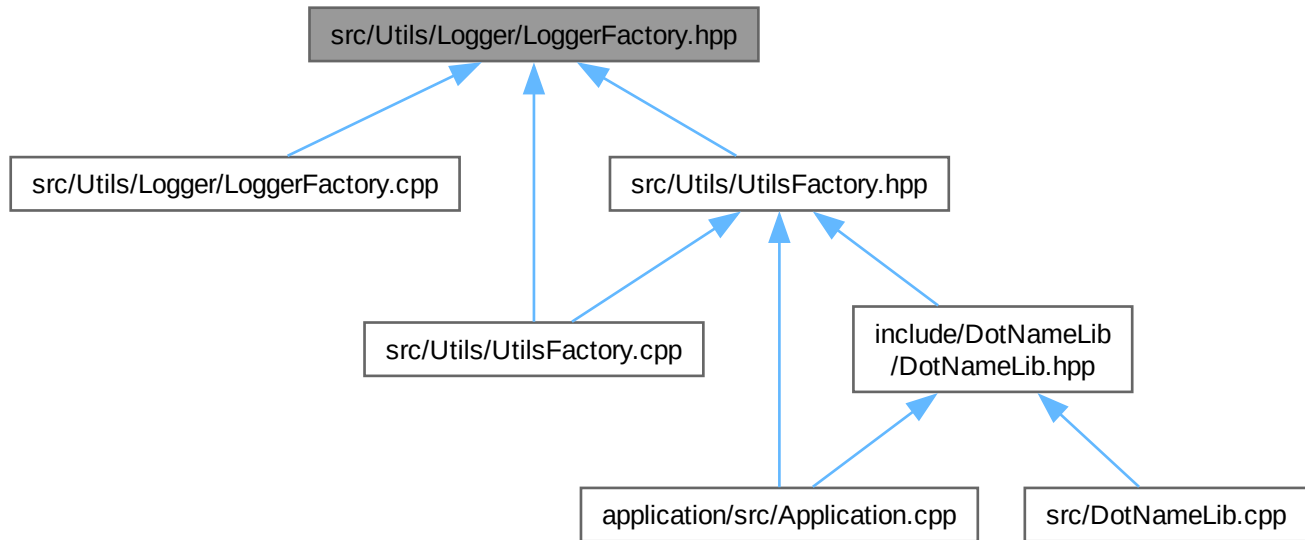 src/Utils/Logger/LoggerFactory.hpp
src/Utils/Logger/LoggerFactory.cpp
src/Utils/UtilsFactory.hpp
src/Utils/UtilsFactory.cpp
include/DotNameLib
/DotNameLib.hpp
application/src/Application.cpp
src/DotNameLib.cpp